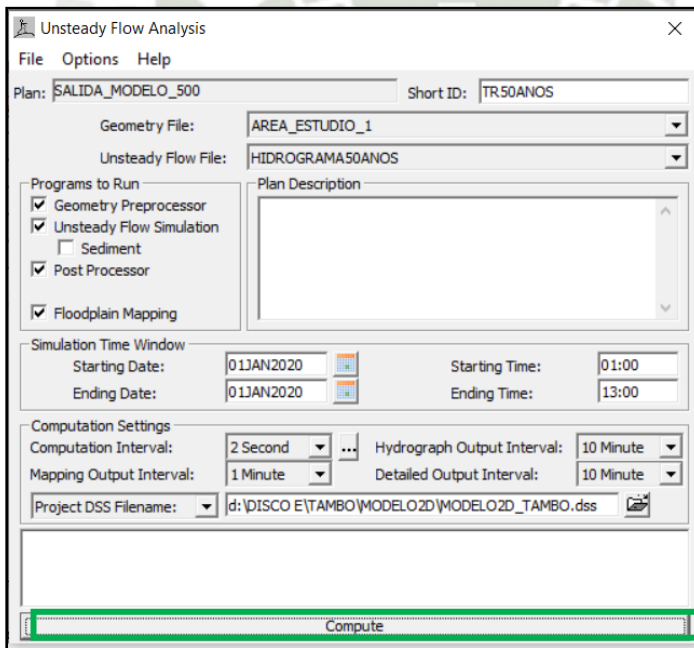 Unsteady Flow Analysis
File Options Help
Plan: SALIDA_MODELO_500 Short ID: TR50ANOS
Geometry File: AREA_ESTUDIO_1
Unsteady Flow File: HIDROGRAMA50ANOS
Programs to Run Plan Description
Geometry Preprocessor
Unsteady Flow Simulation
Sediment
Post Processor
Floodplain Mapping
Simulation Time Window
Starting Date: 01JAN2020 Starting Time: 01:00
Ending Date: 01JAN2020 Ending Time: 13:00
Computation Settings
Computation Interval: 2 Second ... Hydrograph Output Interval: 10 Minute
Mapping Output Interval: 1 Minute Detailed Output Interval: 10 Minute
Project DSS Filename: d:\DISCO E\TAMBO\MODELO2D\MODELO2D_TAMBO.dss
Compute